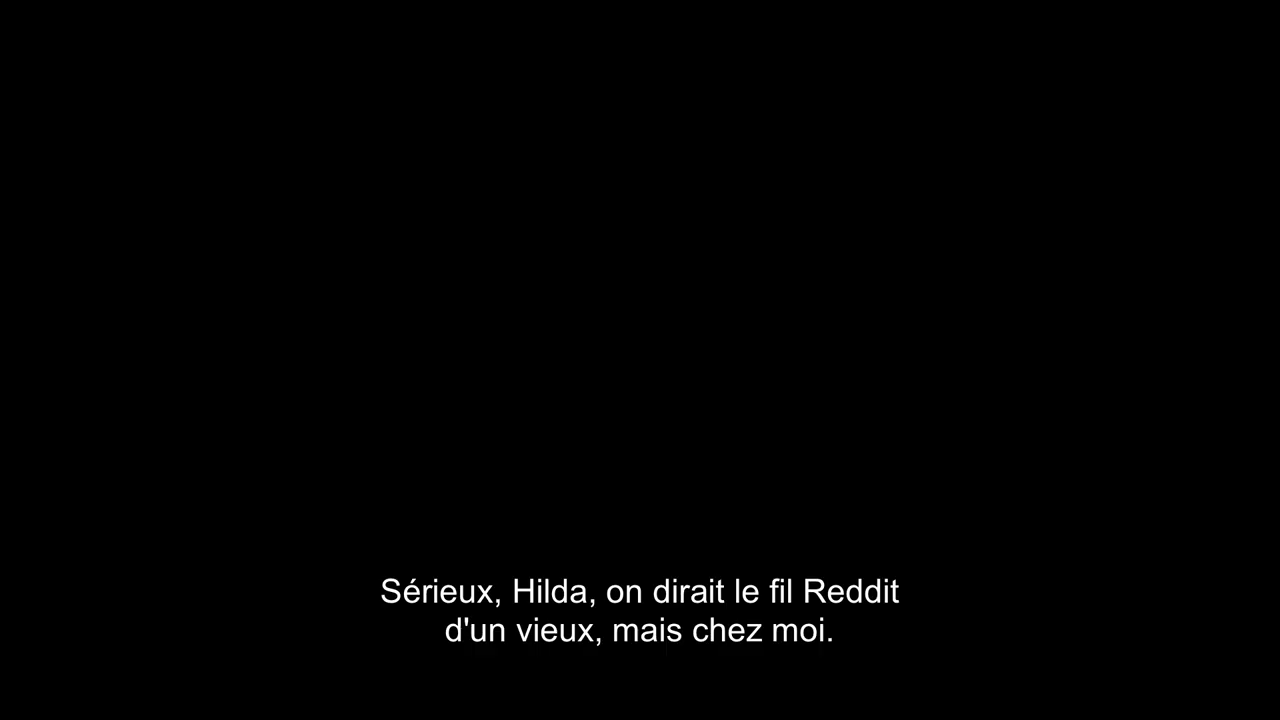 Sérieux, Hilda, on dirait le fil Reddit
d'un vieux, mais chez moi.